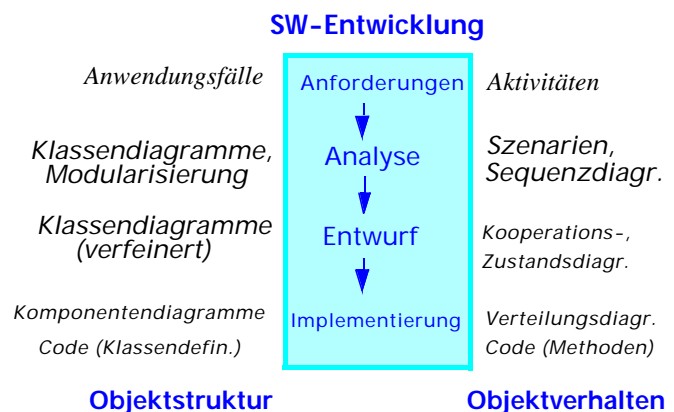 SW-Entwicklung
Anwendungsfälle
Anforderungen
Aktivitäten
Klassendiagramme,
Modularisierung
Analyse
Szenarien,
Sequenzdiagr.
Klassendiagramme
(verfeinert)
Entwurf
Kooperations-,
Zustandsdiagr.
Komponentendiagramme
Code (Klassendefin.)
Implementierung
Verteilungsdiagr.
Code (Methoden)
Objektstruktur
Objektverhalten